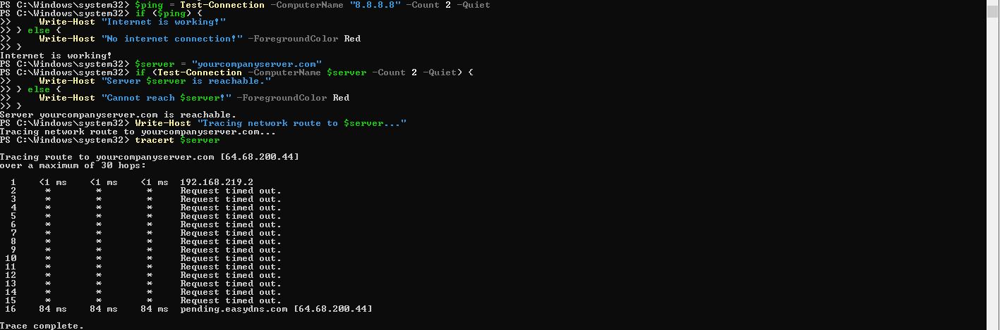 PS C:\Windows\system32> $ping = Test-Connection -ComputerName "8.8.8.8" -Count 2 -Quiet
PS C:\Windows\system32> if ($ping) {
>>     Write-Host "Internet is working!"
>> } else {
>>     Write-Host "No internet connection!" -ForegroundColor Red
>> }
Internet is working!
PS C:\Windows\system32> $server = "yourcompanyserver.com"
PS C:\Windows\system32> if (Test-Connection -ComputerName $server -Count 2 -Quiet) {
>>     Write-Host "Server $server is reachable."
>> } else {
>>     Write-Host "Cannot reach $server!" -ForegroundColor Red
>> }
Server yourcompanyserver.com is reachable.
PS C:\Windows\system32> Write-Host "Tracing network route to $server..."
Tracing network route to yourcompanyserver.com...
PS C:\Windows\system32> tracert $server
Tracing route to yourcompanyserver.com [64.68.200.44]
over a maximum of 30 hops:
  1    <1 ms    <1 ms    <1 ms  192.168.219.2
  2     *        *        *     Request timed out.
  3     *        *        *     Request timed out.
  4     *        *        *     Request timed out.
  5     *        *        *     Request timed out.
  6     *        *        *     Request timed out.
  7     *        *        *     Request timed out.
  8     *        *        *     Request timed out.
  9     *        *        *     Request timed out.
 10     *        *        *     Request timed out.
 11     *        *        *     Request timed out.
 12     *        *        *     Request timed out.
 13     *        *        *     Request timed out.
 14     *        *        *     Request timed out.
 15     *        *        *     Request timed out.
 16    84 ms    84 ms    84 ms  pending.easydns.com [64.68.200.44]
Trace complete.